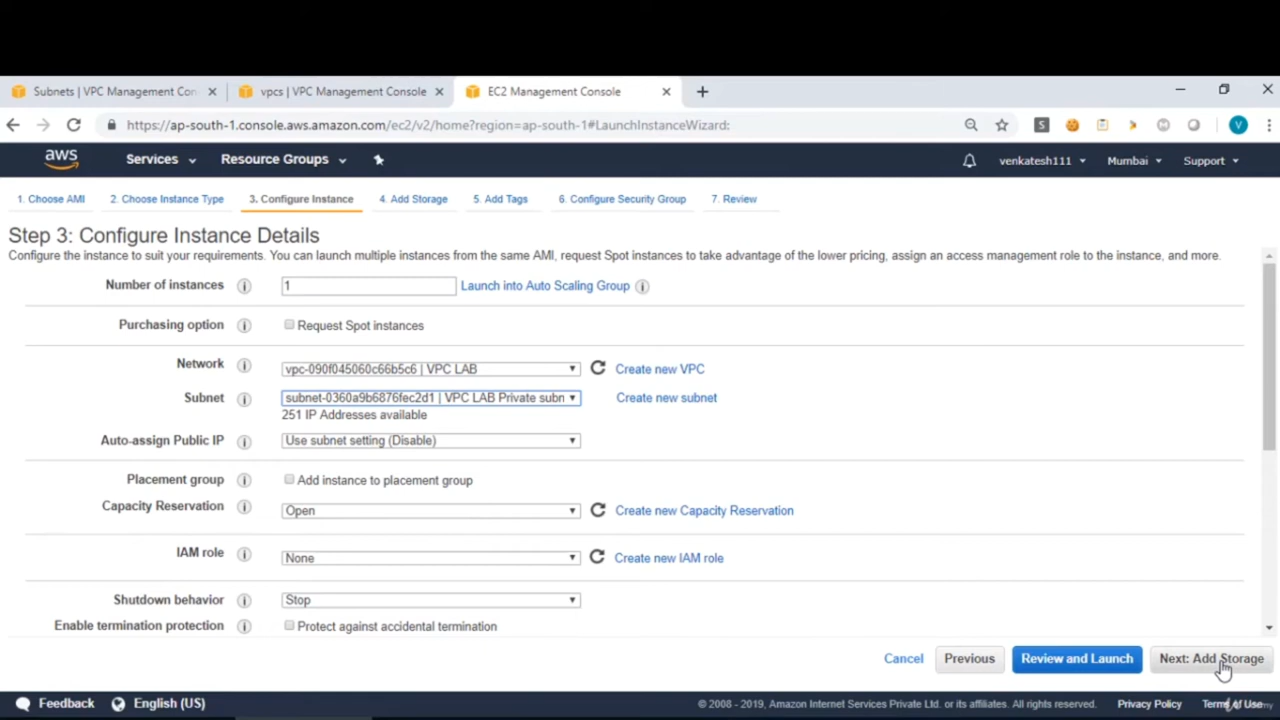 Subnets | VPC Management Con
vpcs | VPC Management Console
EC2 Management Console
https://ap-south-1.console.aws.amazon.com/ec2/v2/home?region=ap-south-1#LaunchInstanceWizard:
aws Services Resource Groups venkatesh111 Mumbai Support
1. Choose AMI 2. Choose Instance Type 3. Configure Instance 4. Add Storage 5. Add Tags 6. Configure Security Group 7. Review
Step 3: Configure Instance Details
Configure the instance to suit your requirements. You can launch multiple instances from the same AMI, request Spot instances to take advantage of the lower pricing, assign an access management role to the instance, and more.
Number of instances 1 Launch into Auto Scaling Group
Purchasing option Request Spot instances
Network vpc-090f045060c66b5c6 | VPC LAB Create new VPC
Subnet subnet-0360a9b6876fec2d1 | VPC LAB Private subn Create new subnet
251 IP Addresses available
Auto-assign Public IP Use subnet setting (Disable)
Placement group Add instance to placement group
Capacity Reservation Open Create new Capacity Reservation
IAM role None Create new IAM role
Shutdown behavior Stop
Enable termination protection Protect against accidental termination
Cancel Previous Review and Launch Next: Add Storage
Feedback English (US) © 2008 - 2019, Amazon Internet Services Private Ltd. or its affiliates. All rights reserved. Privacy Policy Terms of Use